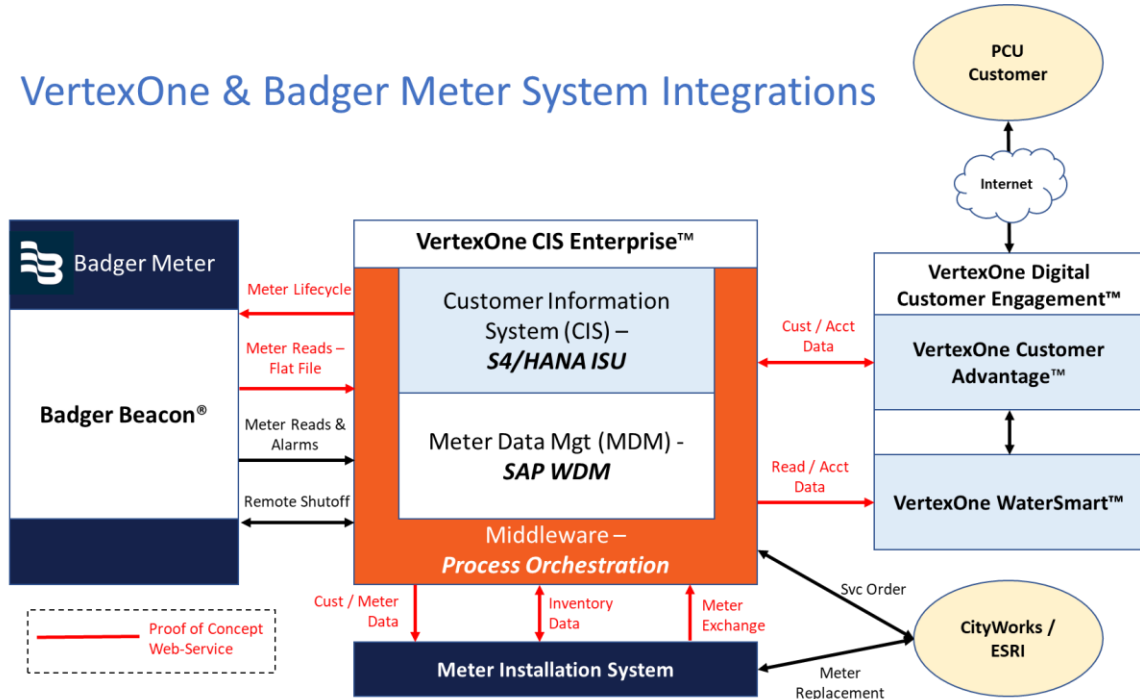 VertexOne & Badger Meter System Integrations
PCU
Customer
Internet
Badger Meter
Badger Beacon®
Meter Lifecycle
Meter Reads –
Flat File
Meter Reads &
Alarms
Remote Shutoff
VertexOne CIS Enterprise™
Customer Information
System (CIS) –
S4/HANA ISU
Meter Data Mgt (MDM) -
SAP WDM
Middleware –
Process Orchestration
Cust / Acct
Data
Read / Acct
Data
VertexOne Digital
Customer Engagement™
VertexOne Customer
Advantage™
VertexOne WaterSmart™
Proof of Concept
Web-Service
Cust / Meter
Data
Inventory
Data
Meter
Exchange
Meter Installation System
Svc Order
Meter
Replacement
CityWorks /
ESRI